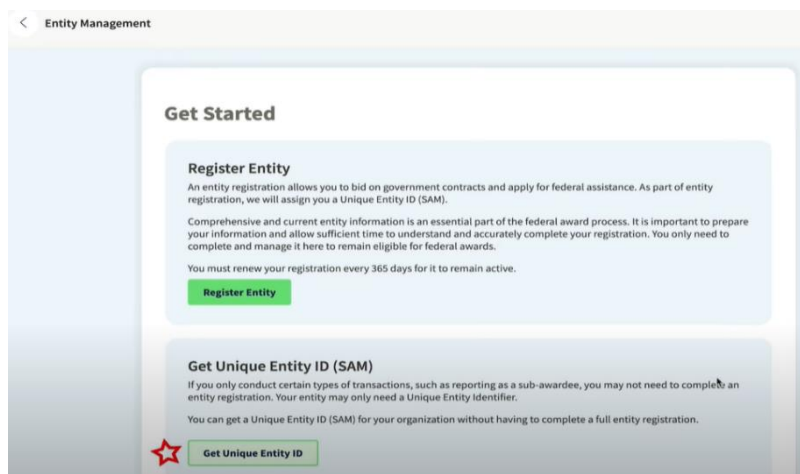 Entity Management
Get Started
Register Entity
An entity registration allows you to bid on government contracts and apply for federal assistance. As part of entity
registration, we will assign you a Unique Entity ID (SAM).
Comprehensive and current entity information is an essential part of the federal award process. It is important to prepare
your information and allow sufficient time to understand and accurately complete your registration. You only need to
complete and manage it here to remain eligible for federal awards.
You must renew your registration every 365 days for it to remain active.
Register Entity
Get Unique Entity ID (SAM)
If you only conduct certain types of transactions, such as reporting as a sub-awardee, you may not need to complete an
entity registration. Your entity may only need a Unique Entity Identifier.
You can get a Unique Entity ID (SAM) for your organization without having to complete a full entity registration.
Get Unique Entity ID